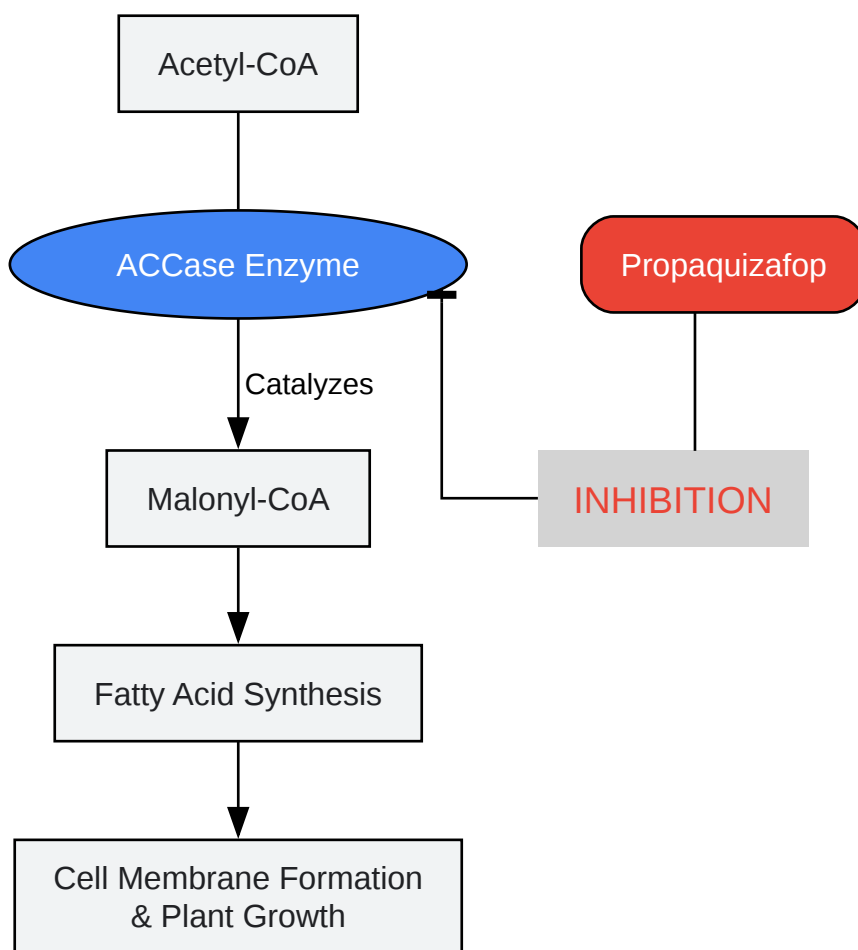 Acetyl-CoA
ACCase Enzyme
Propaquizafop
Catalyzes
Malonyl-CoA
INHIBITION
Fatty Acid Synthesis
Cell Membrane Formation
& Plant Growth